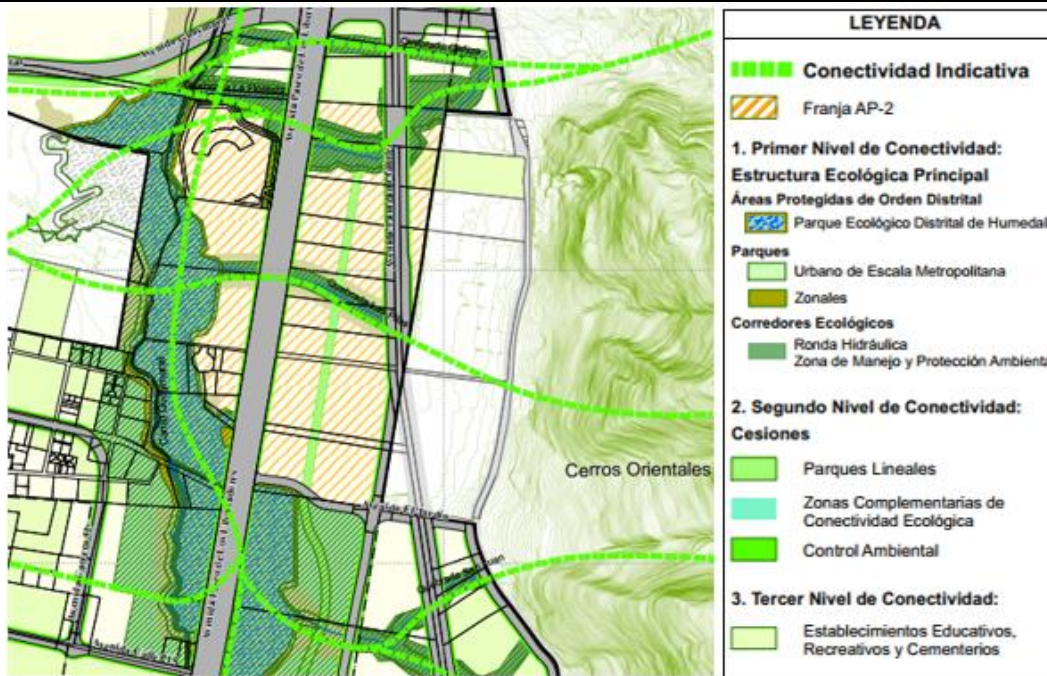 Cerros Orientales
LEYENDA
Conectividad Indicativa
Franja AP-2
1. Primer Nivel de Conectividad:
Estructura Ecológica Principal
Áreas Protegidas de Orden Distrital
Parque Ecológico Distrital de Humedal
Parques
Urbano de Escala Metropolitana
Zonales
Corredores Ecológicos
Ronda Hidráulica
Zona de Manejo y Protección Ambienta
2. Segundo Nivel de Conectividad:
Cesiones
Parques Lineales
Zonas Complementarias de
Conectividad Ecológica
Control Ambiental
3. Tercer Nivel de Conectividad:
Establecimientos Educativos,
Recreativos y Cementerios